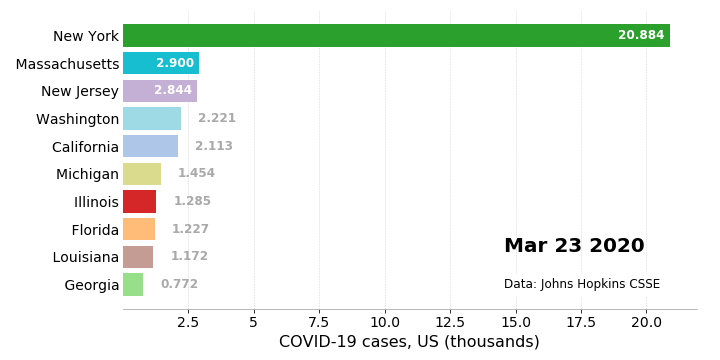 New York 20.884
Massachusetts 2.900
New Jersey 2.844
Washington 2.221
California 2.113
Michigan 1.454
Illinois 1.285
Florida 1.227
Louisiana 1.172
Georgia 0.772
Mar 23 2020
Data: Johns Hopkins CSSE
2.5 5 7.5 10.0 12.5 15.0 17.5 20.0
COVID-19 cases, US (thousands)